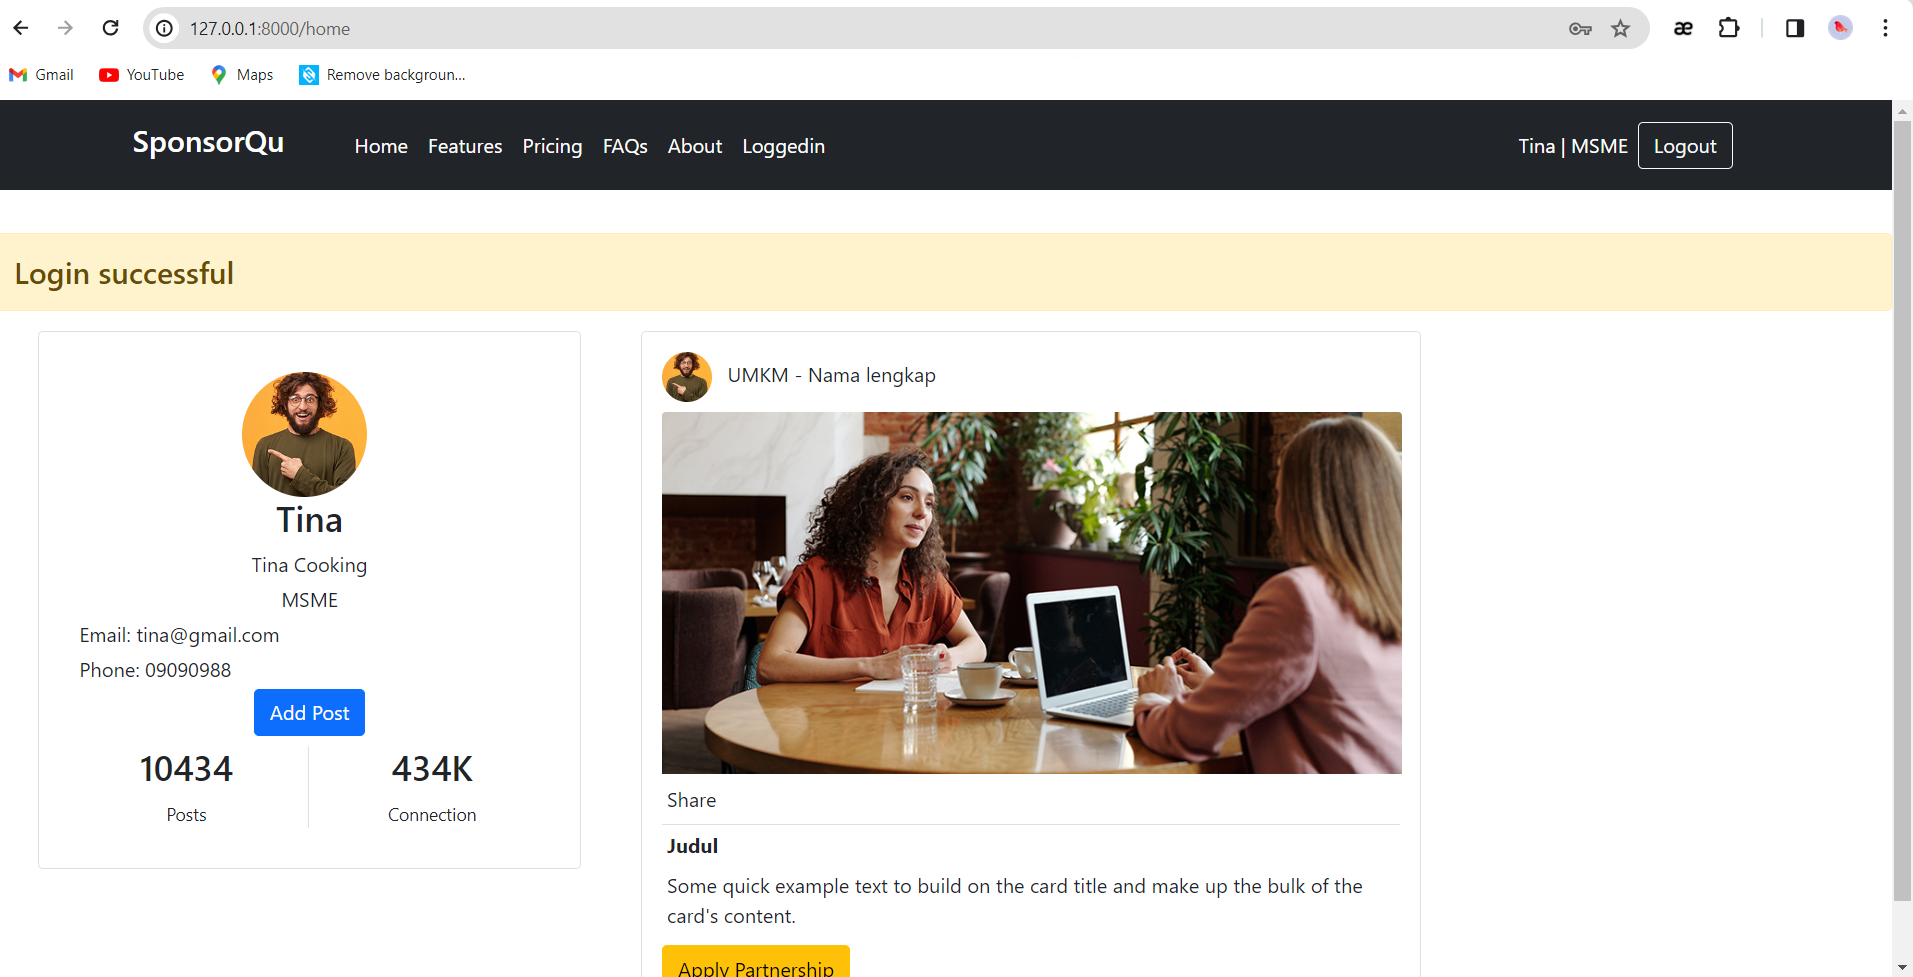 127.0.0.1:8000/home
Gmail YouTube Maps Remove backgroun...
SponsorQu Home Features Pricing FAQs About Loggedin Tina | MSME Logout
Login successful
Tina
Tina Cooking
MSME
Email: tina@gmail.com
Phone: 09090988
Add Post
10434 434K
Posts Connection
UMKM - Nama lengkap
Share
Judul
Some quick example text to build on the card title and make up the bulk of the
card's content.
Apply Partnership